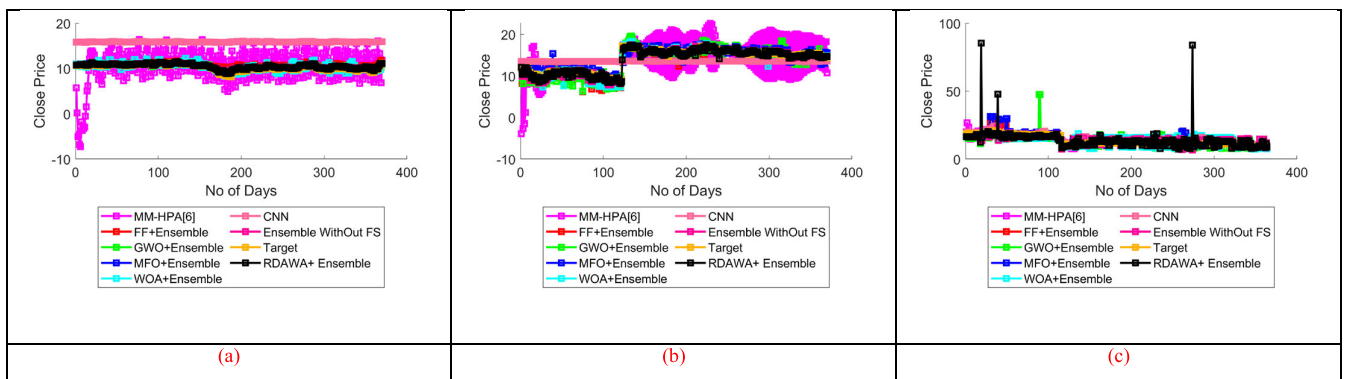 20
10
0
-10
Close Price
0
100
200
300
400
No of Days
MM-HPA[6]
CNN
FF+Ensemble
Ensemble WithOut FS
GWO+Ensemble
Target
MFO+Ensemble
RDAWA+ Ensemble
WOA+Ensemble
(a)
20
10
0
-10
Close Price
0
100
200
300
400
No of Days
MM-HPA[6]
CNN
FF+Ensemble
Ensemble WithOut FS
GWO+Ensemble
Target
MFO+Ensemble
RDAWA+ Ensemble
WOA+Ensemble
(b)
100
50
0
Close Price
0
100
200
300
400
No of Days
MM-HPA[6]
CNN
FF+Ensemble
Ensemble WithOut FS
GWO+Ensemble
Target
MFO+Ensemble
RDAWA+ Ensemble
WOA+Ensemble
(c)